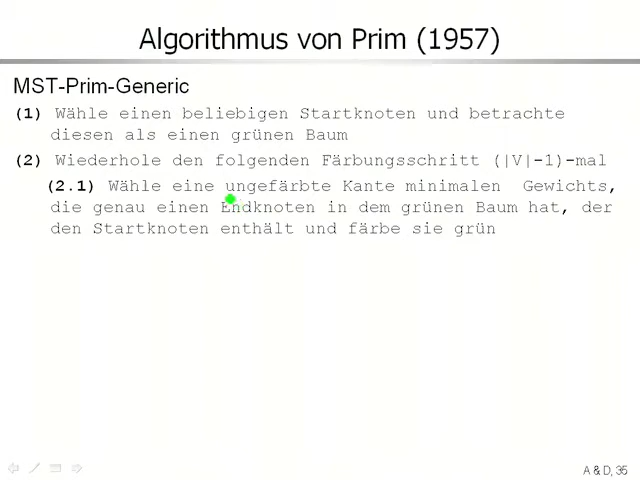 Algorithmus von Prim (1957)
MST-Prim-Generic
(1) Wähle einen beliebigen Startknoten und betrachte
diesen als einen grünen Baum
(2) Wiederhole den folgenden Färbungsschritt (|V|-1)-mal
(2.1) Wähle eine ungefärbte Kante minimalen Gewichts,
die genau einen Endknoten in dem grünen Baum hat, der
den Startknoten enthält und färbe sie grün
A & D, 35